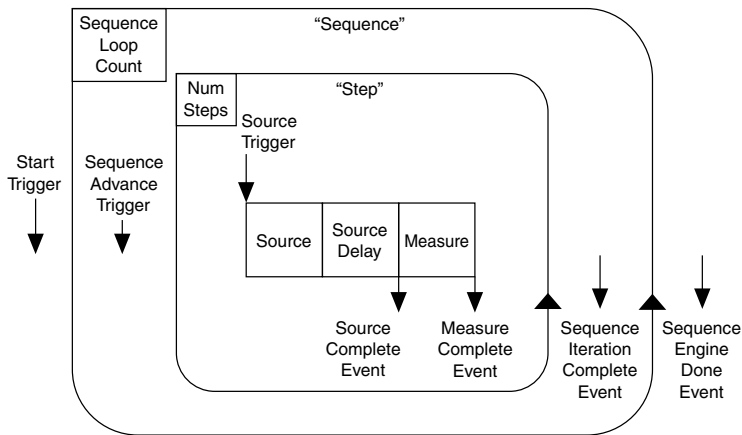 Sequence
Loop
Count
“Sequence”
Num
Steps
“Step”
Source
Trigger
Start
Trigger
Sequence
Advance
Trigger
Source
Source
Delay
Measure
Source
Complete
Event
Measure
Complete
Event
Sequence
Iteration
Complete
Event
Sequence
Engine
Done
Event